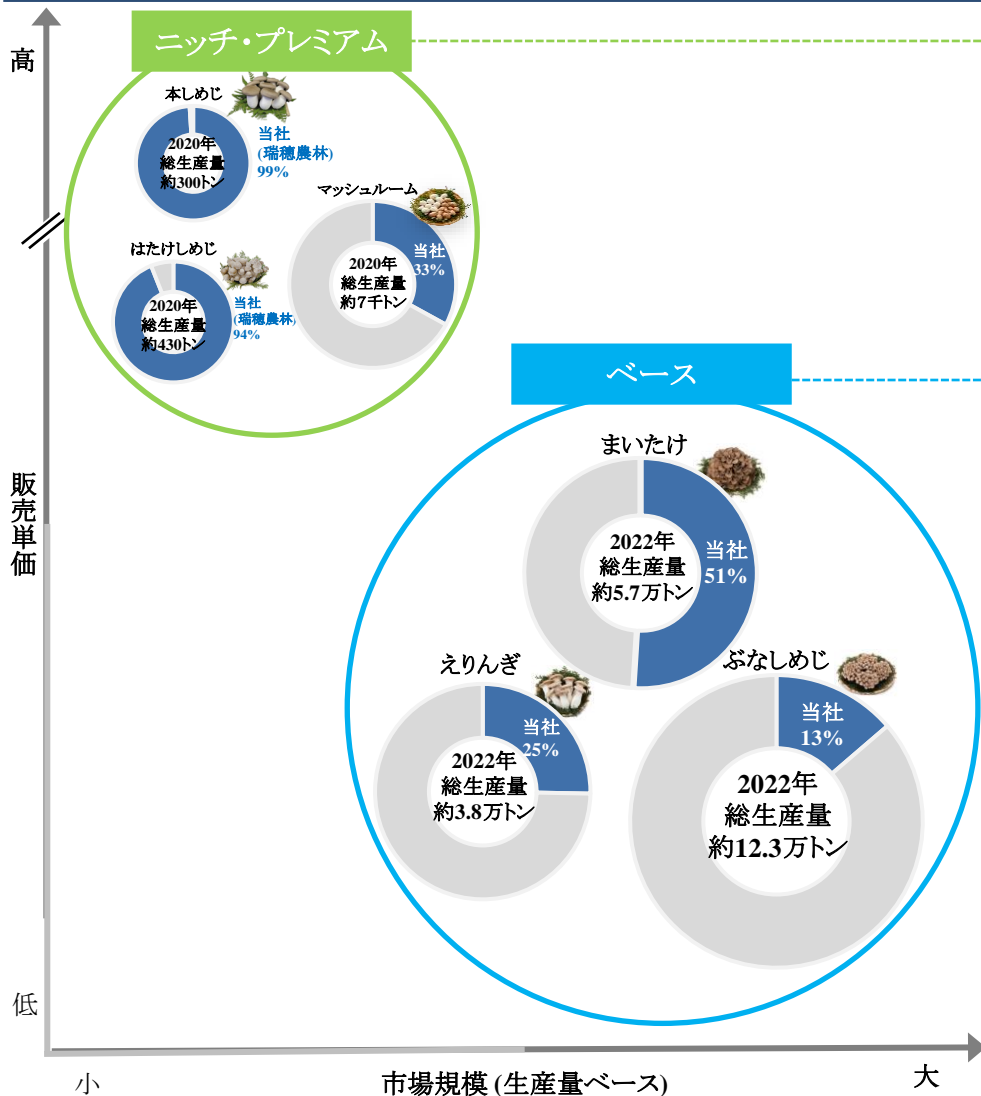 ニッチ・プレミアム
高
本しめじ
2020年
総生産量
約300トン
当社
(瑞穂農林)
99%
マッシュルーム
2020年
総生産量
約7千トン
当社
33%
はたけしめじ
2020年
総生産量
約430トン
当社
(瑞穂農林)
94%
ベース
まいたけ
2022年
総生産量
約5.7万トン
当社
51%
販売単価
えりんぎ
2022年
総生産量
約3.8万トン
当社
25%
ぶなしめじ
2022年
総生産量
約12.3万トン
当社
13%
低
小
市場規模 (生産量ベース)
大